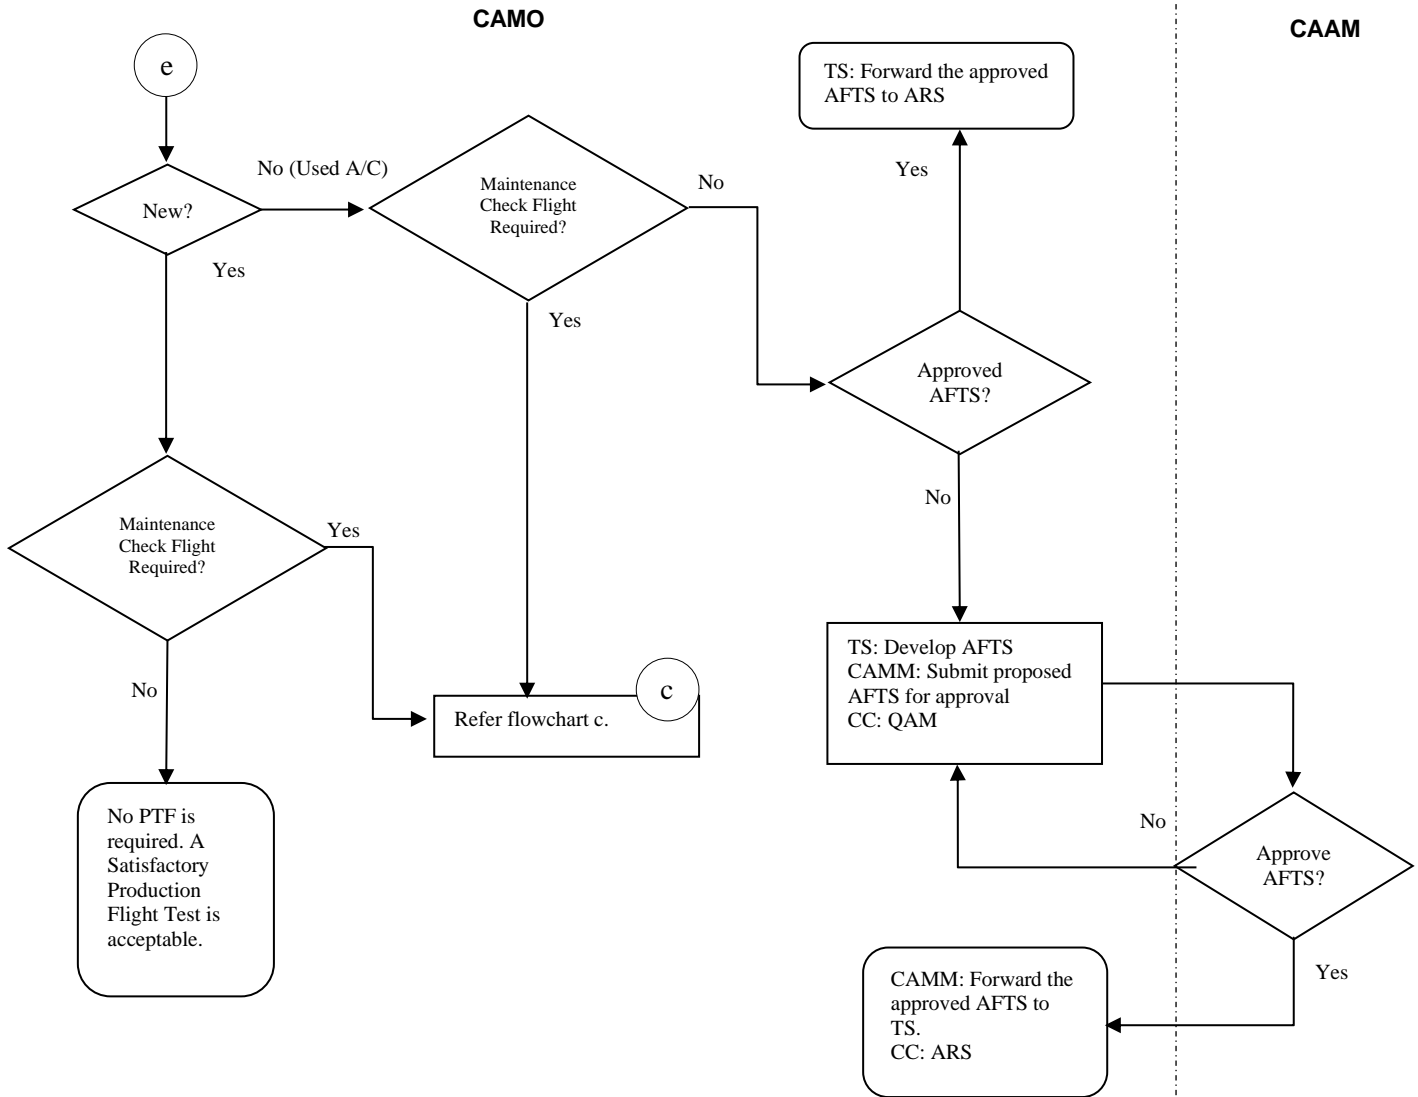 CAMO
CAAM
e
TS: Forward the approved
AFTS to ARS
No (Used A/C)
Maintenance
Check Flight
Required?
No
Yes
New?
Yes
Yes
Approved
AFTS?
No
Maintenance
Check Flight
Required?
Yes
No
c
Refer flowchart c.
TS: Develop AFTS
CAMM: Submit proposed
AFTS for approval
CC: QAM
No PTF is
required. A
Satisfactory
Production
Flight Test is
acceptable.
No
Approve
AFTS?
Yes
CAMM: Forward the
approved AFTS to
TS.
CC: ARS